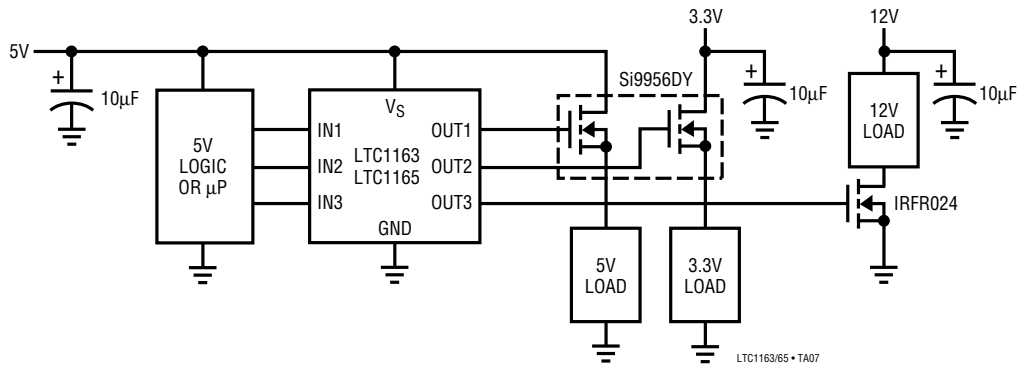 5V
3.3V
12V
+
10µF
Si9956DY
+
10µF
+
10µF
5V
LOGIC
OR µP
VS
IN1
IN2
IN3
LTC1163
LTC1165
GND
OUT1
OUT2
OUT3
12V
LOAD
IRFR024
5V
LOAD
3.3V
LOAD
LTC1163/65 • TA07